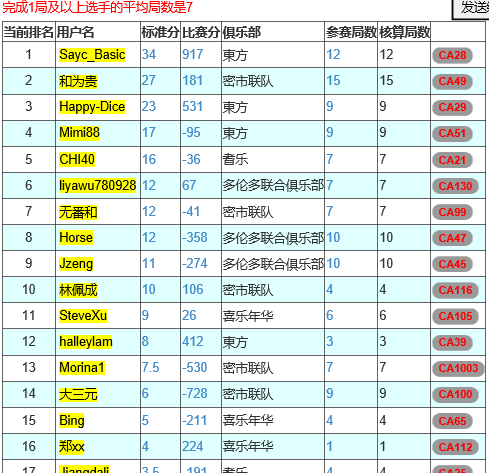 完成1局及以上选手的平均局数是7 发送
当前排名 用户名 标准分 比赛分 俱乐部 参赛局数 核算局数
1 Sayc_Basic 34 917 東方 12 12 CA28
2 和为贵 27 181 密市联队 15 15 CA49
3 Happy-Dice 23 531 東方 9 9 CA29
4 Mimi88 17 -95 東方 9 9 CA51
5 CHI40 16 -36 耆乐 7 7 CA21
6 liyawu780928 12 67 多伦多联合俱乐部 7 7 CA130
7 无番和 12 -41 密市联队 7 7 CA99
8 Horse 12 -358 多伦多联合俱乐部 10 10 CA47
9 Jzeng 11 -274 多伦多联合俱乐部 10 10 CA45
10 林佩成 10 106 密市联队 4 4 CA116
11 SteveXu 9 26 喜乐年华 6 6 CA105
12 halleylam 8 412 東方 3 3 CA39
13 Morina1 7.5 -530 密市联队 7 7 CA1003
14 大三元 6 -728 密市联队 9 9 CA100
15 Bing 5 -211 喜乐年华 4 4 CA65
16 郑xx 4 224 喜乐年华 1 1 CA112
17 Jiangdali 3.5 -191 耆乐 4 4 CA25